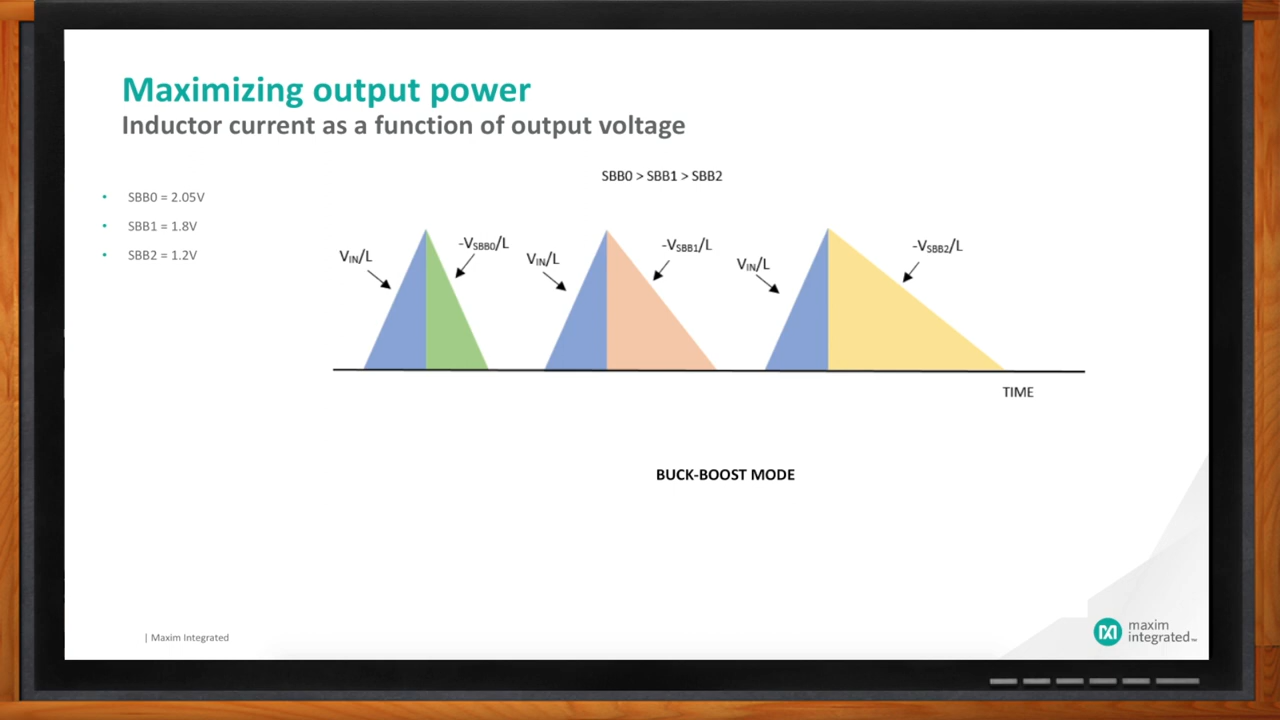 Maximizing output power
Inductor current as a function of output voltage
SBB0 > SBB1 > SBB2
• SBB0 = 2.05V
• SBB1 = 1.8V
• SBB2 = 1.2V
VIN/L
-VSBB0/L
VIN/L
-VSBB1/L
VIN/L
-VSBB2/L
TIME
BUCK-BOOST MODE
| Maxim Integrated
maxim
integrated™